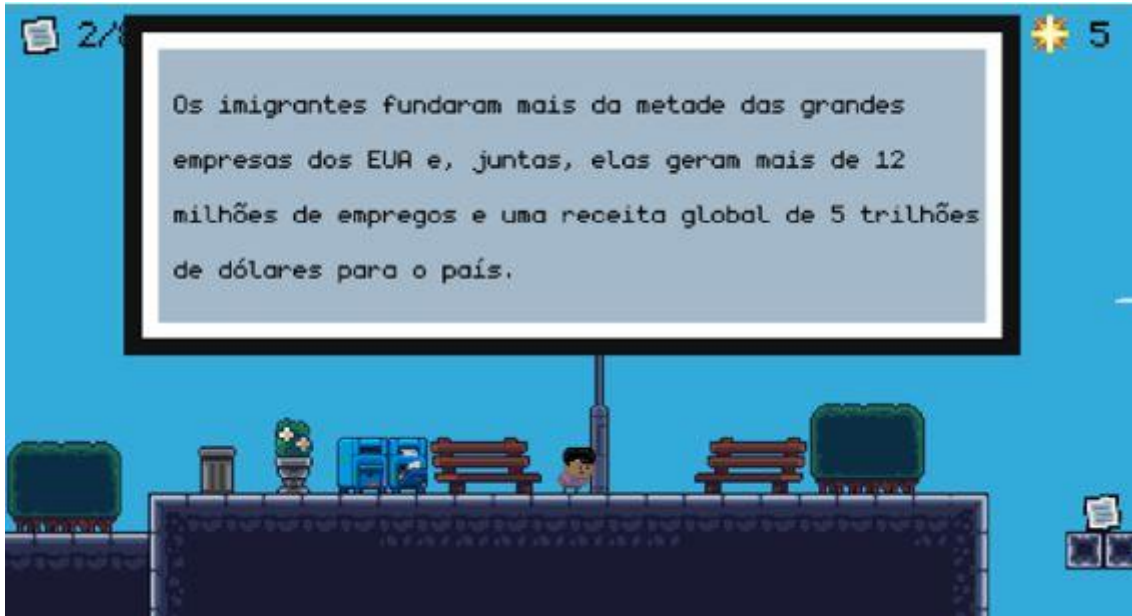 2/
5
Os imigrantes fundaram mais da metade das grandes
empresas dos EUA e, juntas, elas geram mais de 12
milhões de empregos e uma receita global de 5 trilhões
de dólares para o país.